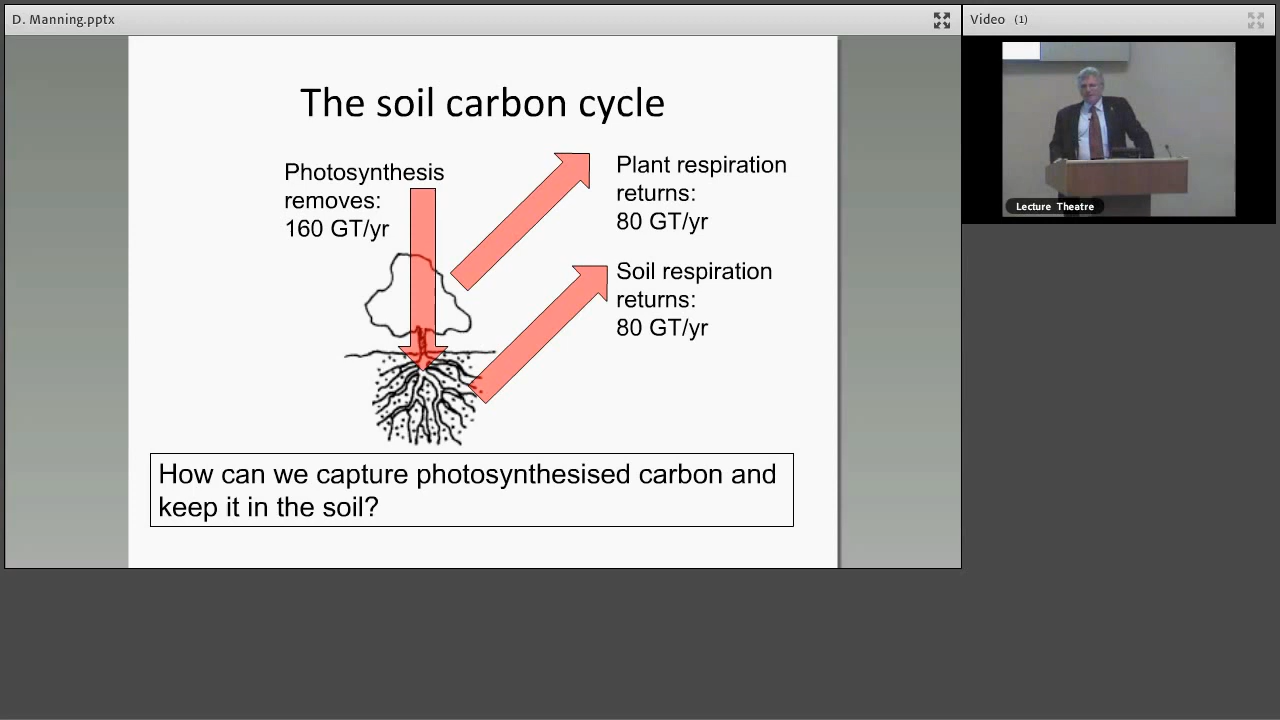 D. Manning.pptx
Video (1)
The soil carbon cycle
Photosynthesis
removes:
160 GT/yr
Plant respiration
returns:
80 GT/yr
Soil respiration
returns:
80 GT/yr
How can we capture photosynthesised carbon and
keep it in the soil?
Lecture Theatre